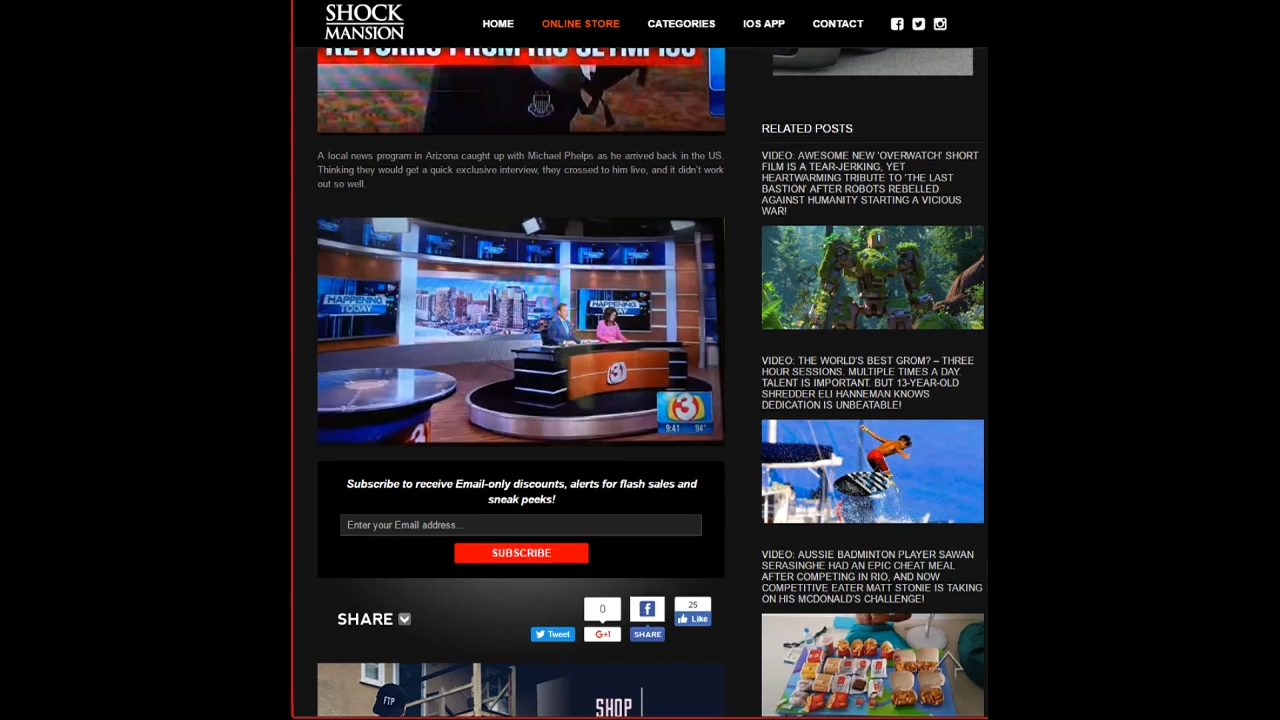 SHOCK
MANSION
HOME
ONLINE STORE
CATEGORIES
IOS APP
CONTACT
RETURNS FROM RIO OLYMPICS
A local news program in Arizona caught up with Michael Phelps as he arrived back in the US.
Thinking they would get a quick exclusive interview, they crossed to him live, and it didn't work
out so well.
HAPPENING
TODAY
HAPPENING
TODAY
3
3
9:41 94°
Subscribe to receive Email-only discounts, alerts for flash sales and
sneak peeks!
Enter your Email address...
SUBSCRIBE
SHARE
0
25
Tweet
G+1
SHARE
Like
FTP
SHOP
RELATED POSTS
VIDEO: AWESOME NEW 'OVERWATCH' SHORT
FILM IS A TEAR-JERKING, YET
HEARTWARMING TRIBUTE TO 'THE LAST
BASTION' AFTER ROBOTS REBELLED
AGAINST HUMANITY STARTING A VICIOUS
WAR!
VIDEO: THE WORLD'S BEST GROM? – THREE
HOUR SESSIONS. MULTIPLE TIMES A DAY.
TALENT IS IMPORTANT. BUT 13-YEAR-OLD
SHREDDER ELI HANNEMAN KNOWS
DEDICATION IS UNBEATABLE!
VIDEO: AUSSIE BADMINTON PLAYER SAWAN
SERASINGHE HAD AN EPIC CHEAT MEAL
AFTER COMPETING IN RIO, AND NOW
COMPETITIVE EATER MATT STONIE IS TAKING
ON HIS MCDONALD'S CHALLENGE!